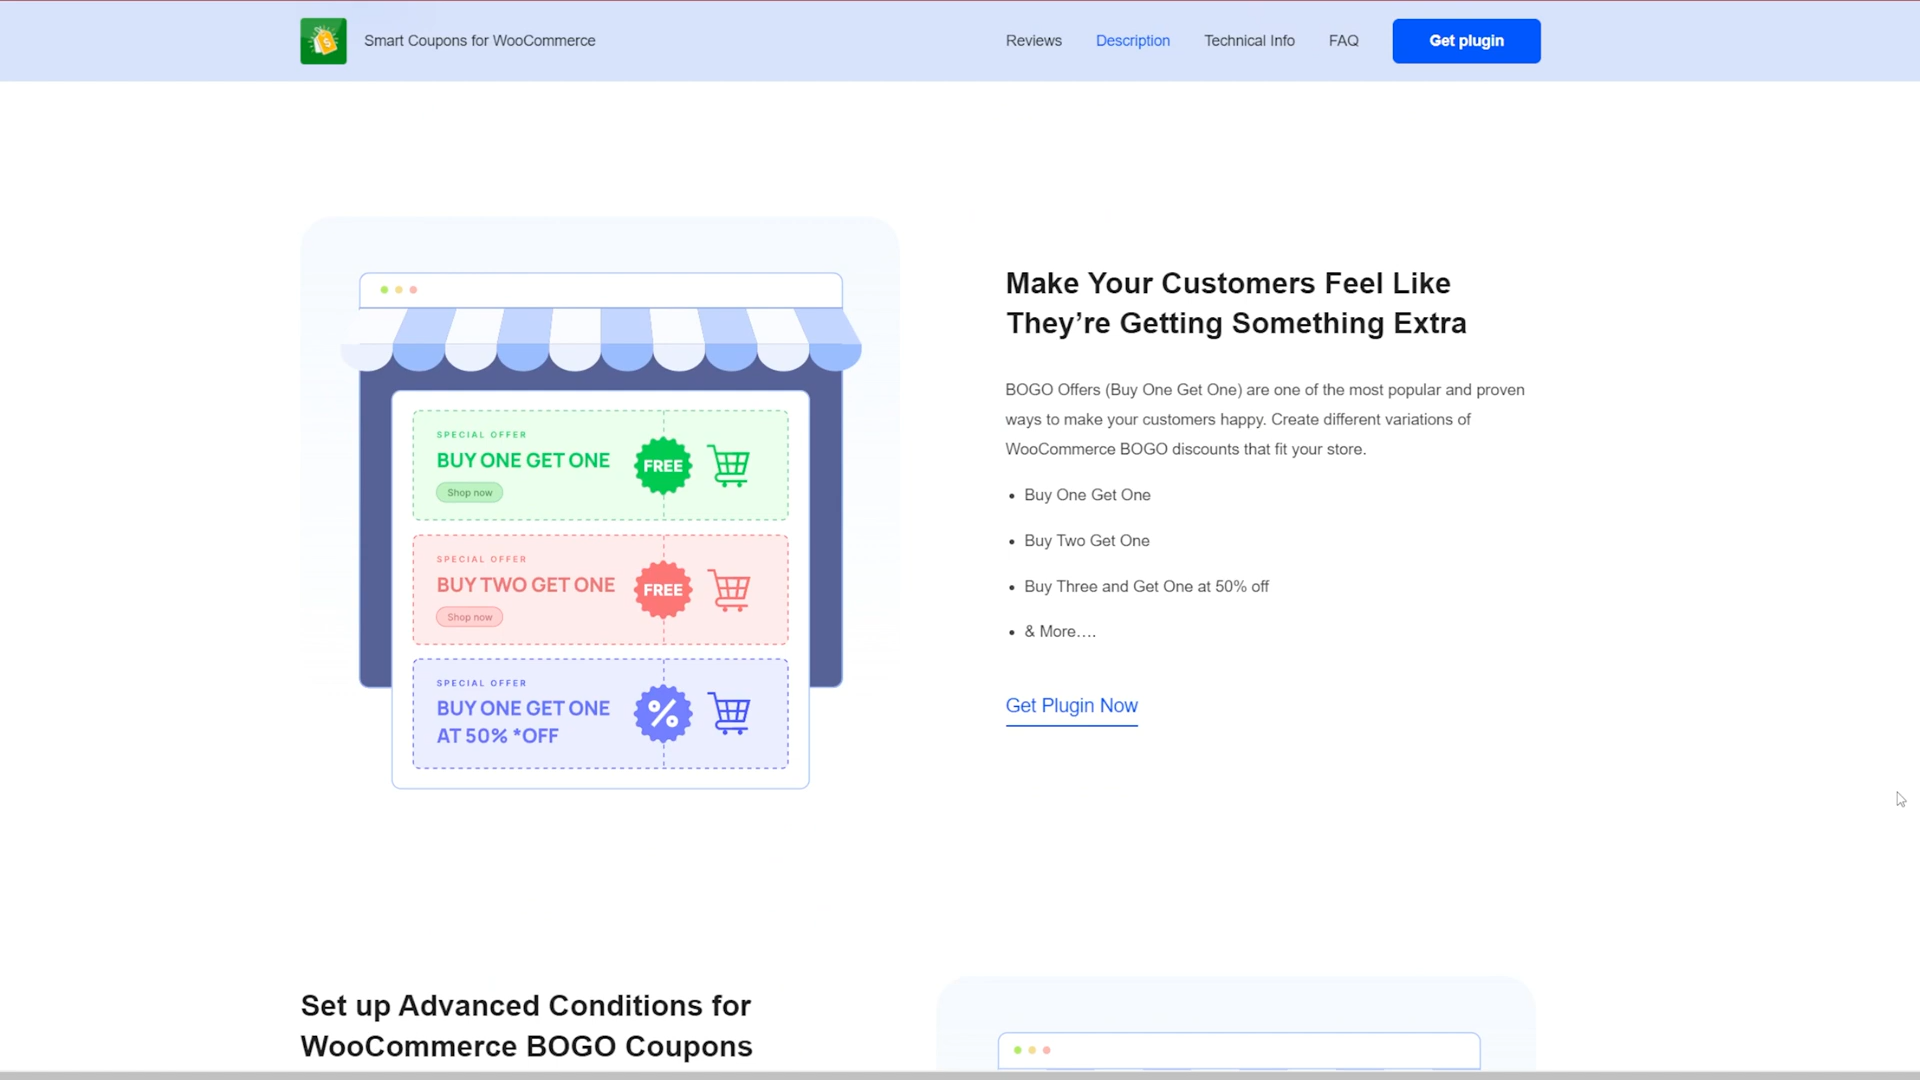 Smart Coupons for WooCommerce
Reviews
Description
Technical Info
FAQ
Get plugin
SPECIAL OFFER
BUY ONE GET ONE
FREE
Shop now
SPECIAL OFFER
BUY TWO GET ONE
FREE
Shop now
SPECIAL OFFER
BUY ONE GET ONE
AT 50% *OFF
%
Make Your Customers Feel Like
They’re Getting Something Extra
BOGO Offers (Buy One Get One) are one of the most popular and proven
ways to make your customers happy. Create different variations of
WooCommerce BOGO discounts that fit your store.
• Buy One Get One
• Buy Two Get One
• Buy Three and Get One at 50% off
• & More….
Get Plugin Now
Set up Advanced Conditions for
WooCommerce BOGO Coupons